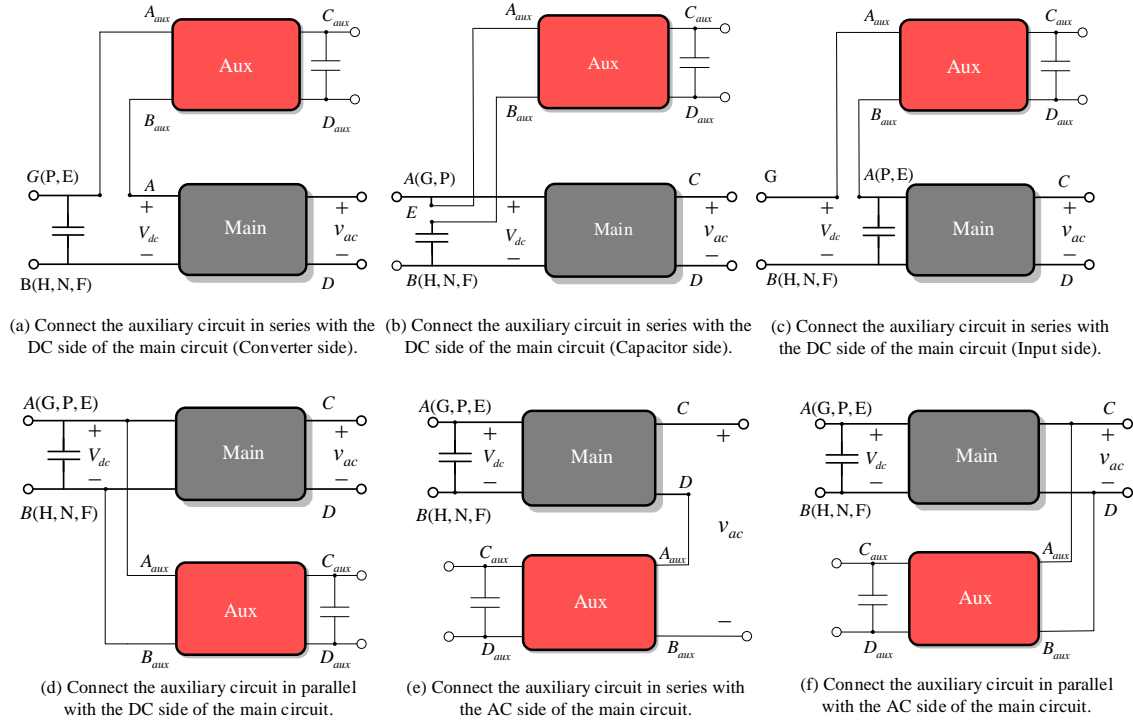 A_aux
C_aux
Aux
B_aux
D_aux
G(P, E)
A
+
V_dc
−
Main
+
v_ac
−
B(H, N, F)
D
(a) Connect the auxiliary circuit in series with the
DC side of the main circuit (Converter side).
A_aux
C_aux
Aux
B_aux
D_aux
A(G, P)
E
C
+
V_dc
−
Main
+
v_ac
−
B(H, N, F)
D
(b) Connect the auxiliary circuit in series with the
DC side of the main circuit (Capacitor side).
A_aux
C_aux
Aux
B_aux
D_aux
G
A(P, E)
C
+
V_dc
−
Main
+
v_ac
−
B(H, N, F)
D
(c) Connect the auxiliary circuit in series with
the DC side of the main circuit (Input side).
A(G, P, E)
C
+
V_dc
−
Main
+
v_ac
−
B(H, N, F)
D
A_aux
C_aux
Aux
B_aux
D_aux
(d) Connect the auxiliary circuit in parallel
with the DC side of the main circuit.
A(G, P, E)
C
+
V_dc
−
Main
+
D
B(H, N, F)
v_ac
C_aux
A_aux
Aux
−
D_aux
B_aux
(e) Connect the auxiliary circuit in series with
the AC side of the main circuit.
A(G, P, E)
C
+
V_dc
−
Main
+
v_ac
−
B(H, N, F)
D
C_aux
A_aux
Aux
D_aux
B_aux
(f) Connect the auxiliary circuit in parallel
with the AC side of the main circuit.